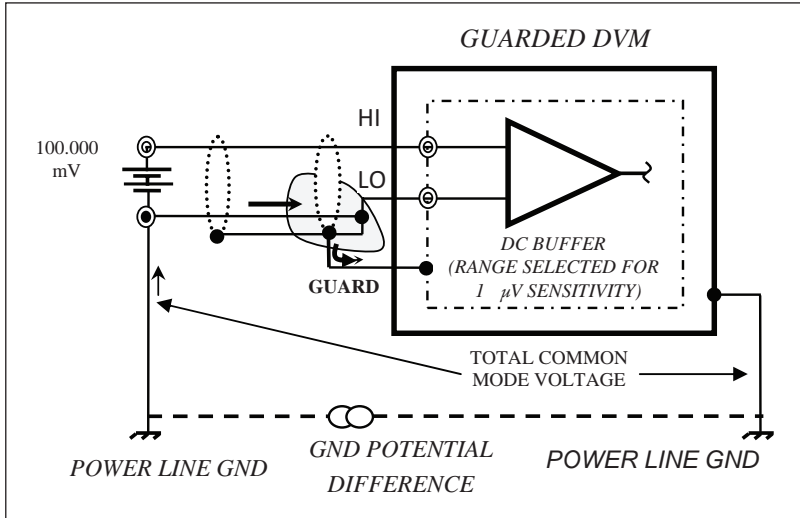 GUARDED DVM
HI
100.000
mV
LO
DC BUFFER
(RANGE SELECTED FOR
1 µV SENSITIVITY)
GUARD
TOTAL COMMON
MODE VOLTAGE
GND POTENTIAL
DIFFERENCE
POWER LINE GND
POWER LINE GND